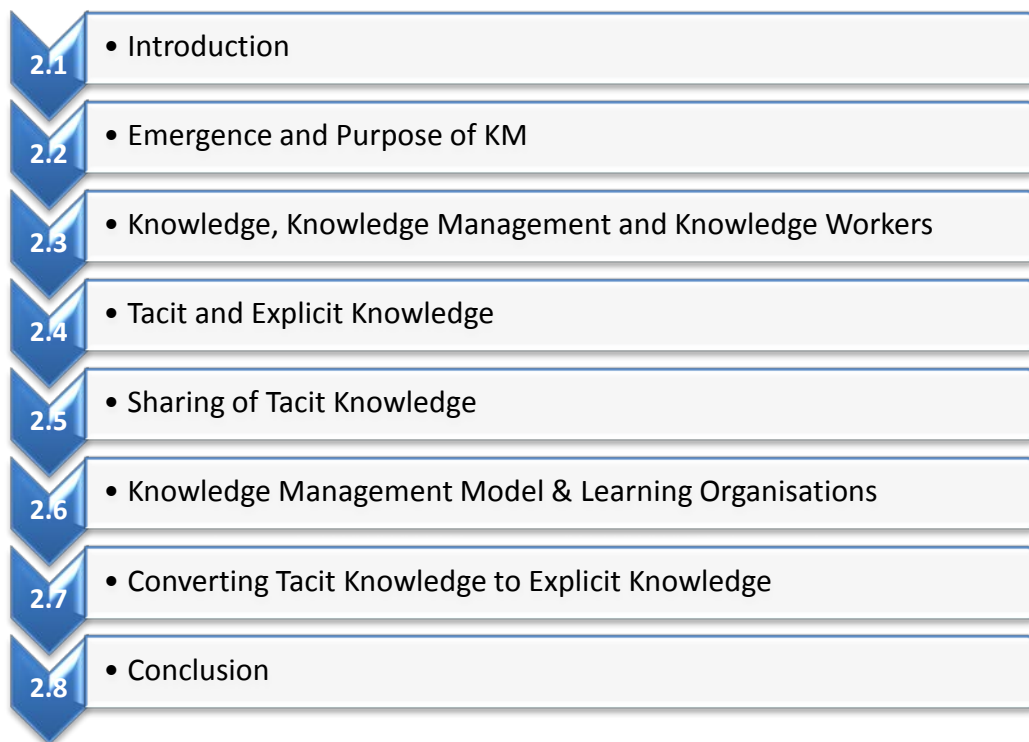 2.1 • Introduction
2.2 • Emergence and Purpose of KM
2.3 • Knowledge, Knowledge Management and Knowledge Workers
2.4 • Tacit and Explicit Knowledge
2.5 • Sharing of Tacit Knowledge
2.6 • Knowledge Management Model & Learning Organisations
2.7 • Converting Tacit Knowledge to Explicit Knowledge
2.8 • Conclusion